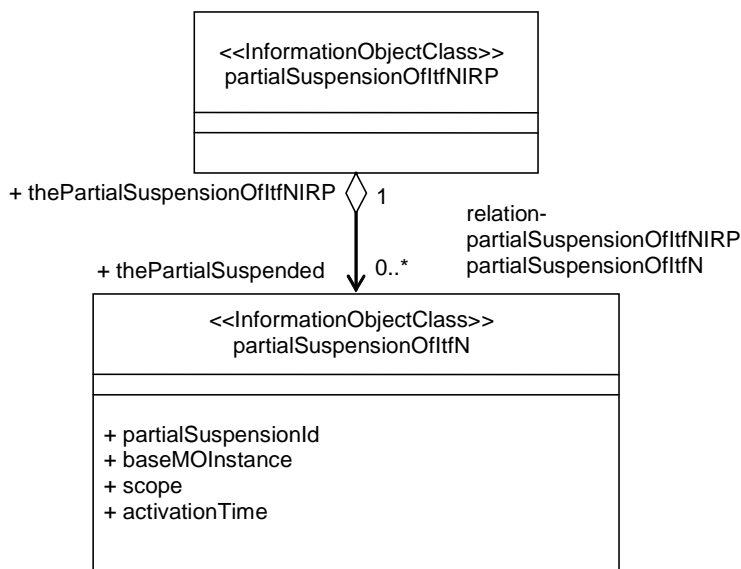 <<InformationObjectClass>>
partialSuspensionOfItfNIRP
+ thePartialSuspensionOfItfNIRP
1
relation-
partialSuspensionOfItfNIRP
partialSuspensionOfItfN
+ thePartialSuspended
0..*
<<InformationObjectClass>>
partialSuspensionOfItfN
+ partialSuspensionId
+ baseMOInstance
+ scope
+ activationTime